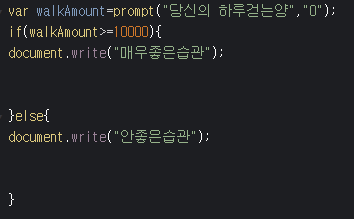 var walkAmount=prompt("당신의 하루걷는양","0");
if(walkAmount>=10000){
document.write("매우좋은습관");
}else{
document.write("안좋은습관");
}